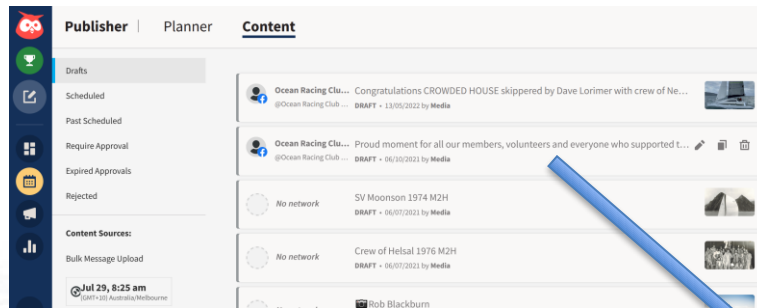 Publisher Planner Content
Drafts
Scheduled
Past Scheduled
Require Approval
Expired Approvals
Rejected
Content Sources:
Bulk Message Upload
Jul 29, 8:25 am
(GMT+10) Australia/Melbourne
Ocean Racing Clu... Congratulations CROWDED HOUSE skippered by Dave Lorimer with crew of Ne...
@Ocean Racing Club ... DRAFT • 13/05/2022 by Media
Ocean Racing Clu... Proud moment for all our members, volunteers and everyone who supported t...
@Ocean Racing Club ... DRAFT • 06/10/2021 by Media
No network SV Moonson 1974 M2H
DRAFT • 06/07/2021 by Media
No network Crew of Helsal 1976 M2H
DRAFT • 06/07/2021 by Media
Rob Blackburn